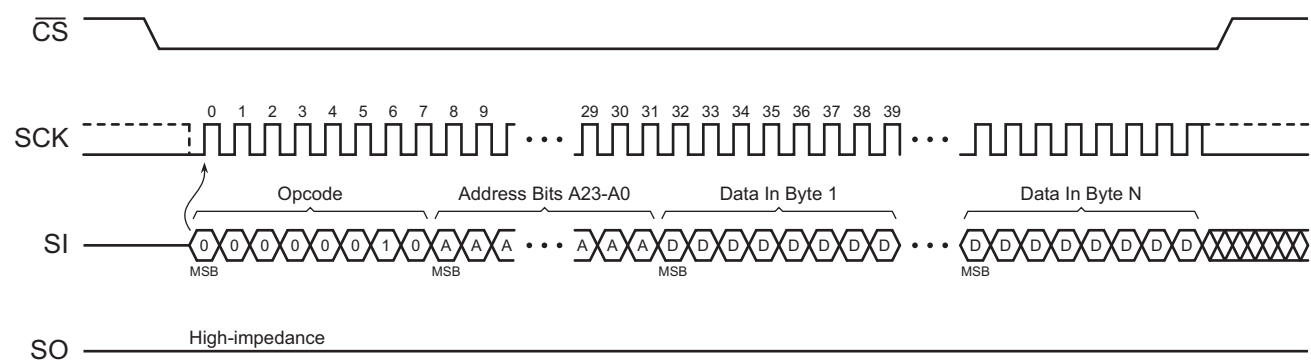 CS
SCK 0 1 2 3 4 5 6 7 8 9 29 30 31 32 33 34 35 36 37 38 39
Opcode Address Bits A23-A0 Data In Byte 1 Data In Byte N
SI 0 0 0 0 0 0 1 0 A A A A A A D D D D D D D D D D D D D D D D
MSB MSB MSB MSB
High-impedance
SO